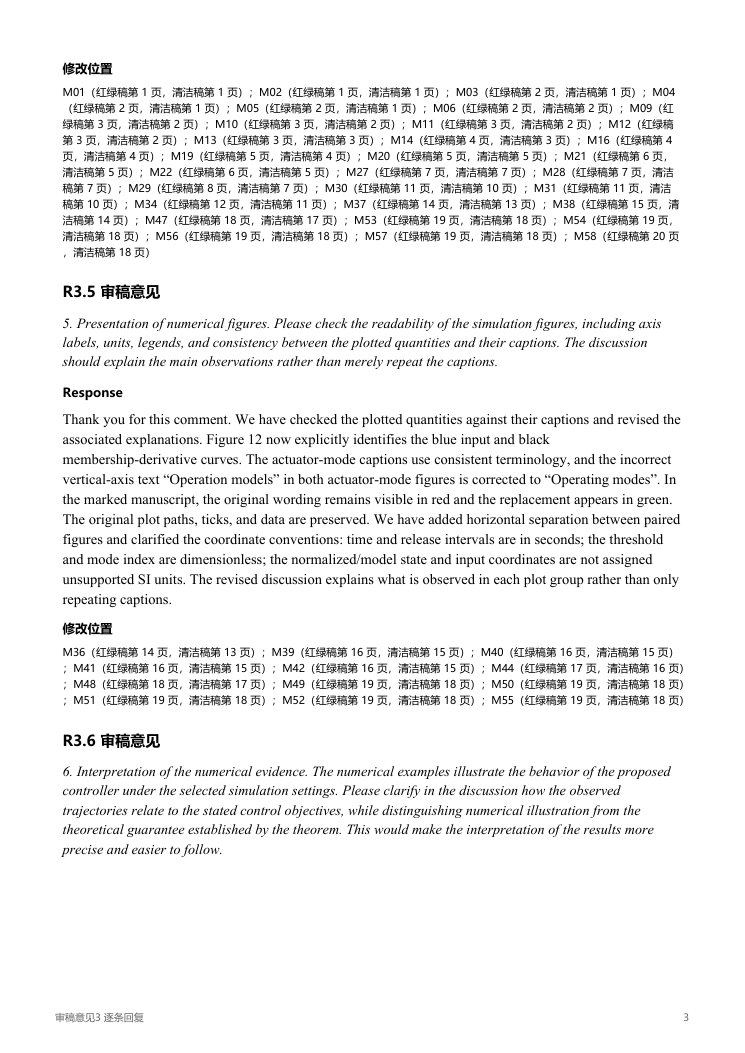 修改位置
M01（红绿稿第 1 页，清洁稿第 1 页）；M02（红绿稿第 1 页，清洁稿第 1 页）；M03（红绿稿第 2 页，清洁稿第 1 页）；M04
（红绿稿第 2 页，清洁稿第 1 页）；M05（红绿稿第 2 页，清洁稿第 1 页）；M06（红绿稿第 2 页，清洁稿第 2 页）；M09（红
绿稿第 3 页，清洁稿第 2 页）；M10（红绿稿第 3 页，清洁稿第 2 页）；M11（红绿稿第 3 页，清洁稿第 2 页）；M12（红绿稿
第 3 页，清洁稿第 2 页）；M13（红绿稿第 3 页，清洁稿第 3 页）；M14（红绿稿第 4 页，清洁稿第 3 页）；M16（红绿稿第 4
页，清洁稿第 4 页）；M19（红绿稿第 5 页，清洁稿第 4 页）；M20（红绿稿第 5 页，清洁稿第 5 页）；M21（红绿稿第 6 页，
清洁稿第 5 页）；M22（红绿稿第 6 页，清洁稿第 5 页）；M27（红绿稿第 7 页，清洁稿第 7 页）；M28（红绿稿第 7 页，清洁
稿第 7 页）；M29（红绿稿第 8 页，清洁稿第 7 页）；M30（红绿稿第 11 页，清洁稿第 10 页）；M31（红绿稿第 11 页，清洁
稿第 10 页）；M34（红绿稿第 12 页，清洁稿第 11 页）；M37（红绿稿第 14 页，清洁稿第 13 页）；M38（红绿稿第 15 页，清
洁稿第 14 页）；M47（红绿稿第 18 页，清洁稿第 17 页）；M53（红绿稿第 19 页，清洁稿第 18 页）；M54（红绿稿第 19 页，
清洁稿第 18 页）；M56（红绿稿第 19 页，清洁稿第 18 页）；M57（红绿稿第 19 页，清洁稿第 18 页）；M58（红绿稿第 20 页
，清洁稿第 18 页）
R3.5 审稿意见
5. Presentation of numerical figures. Please check the readability of the simulation figures, including axis
labels, units, legends, and consistency between the plotted quantities and their captions. The discussion
should explain the main observations rather than merely repeat the captions.
Response
Thank you for this comment. We have checked the plotted quantities against their captions and revised the
associated explanations. Figure 12 now explicitly identifies the blue input and black
membership-derivative curves. The actuator-mode captions use consistent terminology, and the incorrect
vertical-axis text “Operation models” in both actuator-mode figures is corrected to “Operating modes”. In
the marked manuscript, the original wording remains visible in red and the replacement appears in green.
The original plot paths, ticks, and data are preserved. We have added horizontal separation between paired
figures and clarified the coordinate conventions: time and release intervals are in seconds; the threshold
and mode index are dimensionless; the normalized/model state and input coordinates are not assigned
unsupported SI units. The revised discussion explains what is observed in each plot group rather than only
repeating captions.
修改位置
M36（红绿稿第 14 页，清洁稿第 13 页）；M39（红绿稿第 16 页，清洁稿第 15 页）；M40（红绿稿第 16 页，清洁稿第 15 页）
；M41（红绿稿第 16 页，清洁稿第 15 页）；M42（红绿稿第 16 页，清洁稿第 15 页）；M44（红绿稿第 17 页，清洁稿第 16 页）
；M48（红绿稿第 18 页，清洁稿第 17 页）；M49（红绿稿第 19 页，清洁稿第 18 页）；M50（红绿稿第 19 页，清洁稿第 18 页）
；M51（红绿稿第 19 页，清洁稿第 18 页）；M52（红绿稿第 19 页，清洁稿第 18 页）；M55（红绿稿第 19 页，清洁稿第 18 页）
R3.6 审稿意见
6. Interpretation of the numerical evidence. The numerical examples illustrate the behavior of the proposed
controller under the selected simulation settings. Please clarify in the discussion how the observed
trajectories relate to the stated control objectives, while distinguishing numerical illustration from the
theoretical guarantee established by the theorem. This would make the interpretation of the results more
precise and easier to follow.
审稿意见3 逐条回复
3